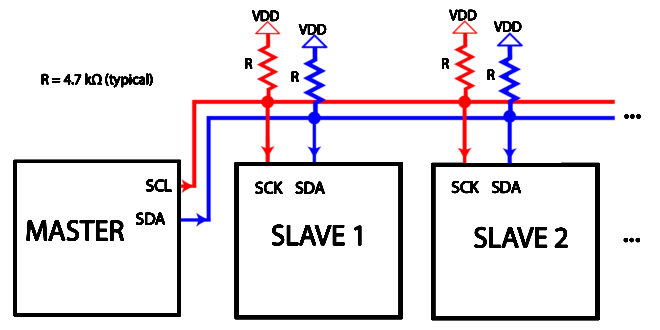 VDD
VDD
VDD
VDD
R
R
R
R
R = 4.7 kΩ (typical)
...
SCL
SDA
MASTER
SCK SDA
SLAVE 1
SCK SDA
SLAVE 2
...